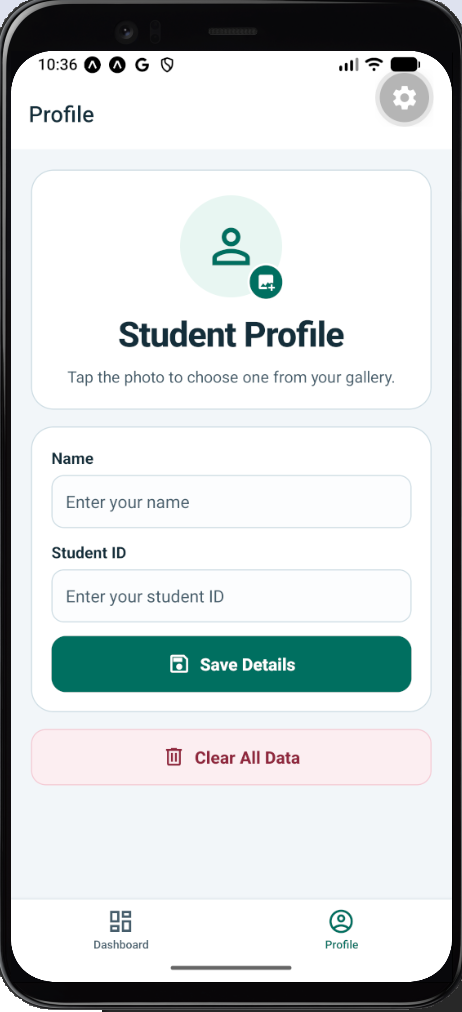 10:36
Profile
Student Profile
Tap the photo to choose one from your gallery.
Name
Enter your name
Student ID
Enter your student ID
Save Details
Clear All Data
Dashboard
Profile